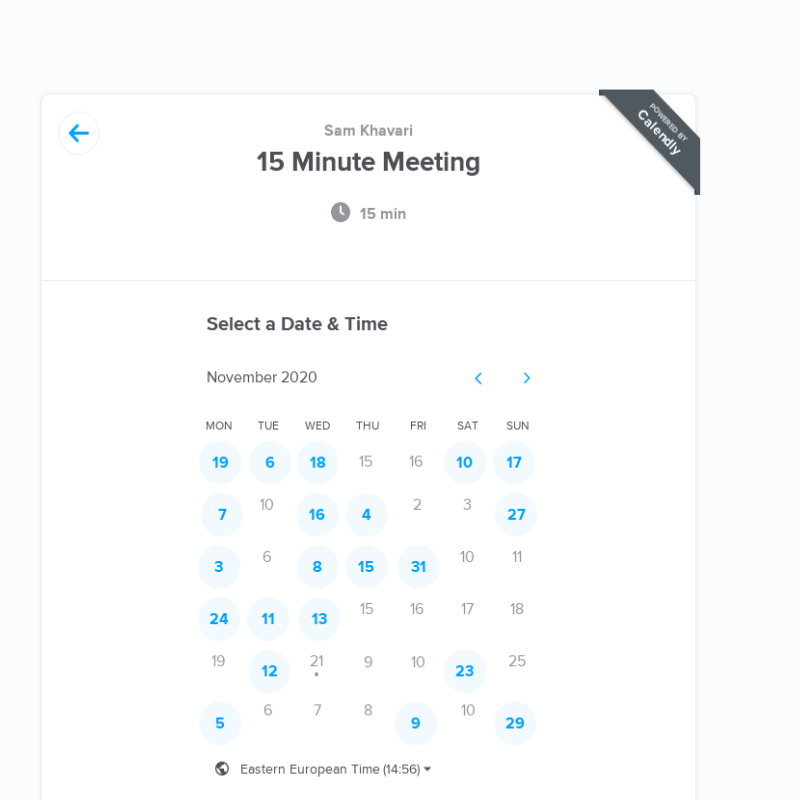 POWERED BY
Calendly
Sam Khavari
15 Minute Meeting
15 min
Select a Date & Time
November 2020
MON TUE WED THU FRI SAT SUN
19 6 18 15 16 10 17
7 10 16 4 2 3 27
3 6 8 15 31 10 11
24 11 13 15 16 17 18
19 12 21 9 10 23 25
5 6 7 8 9 10 29
Eastern European Time (14:56)